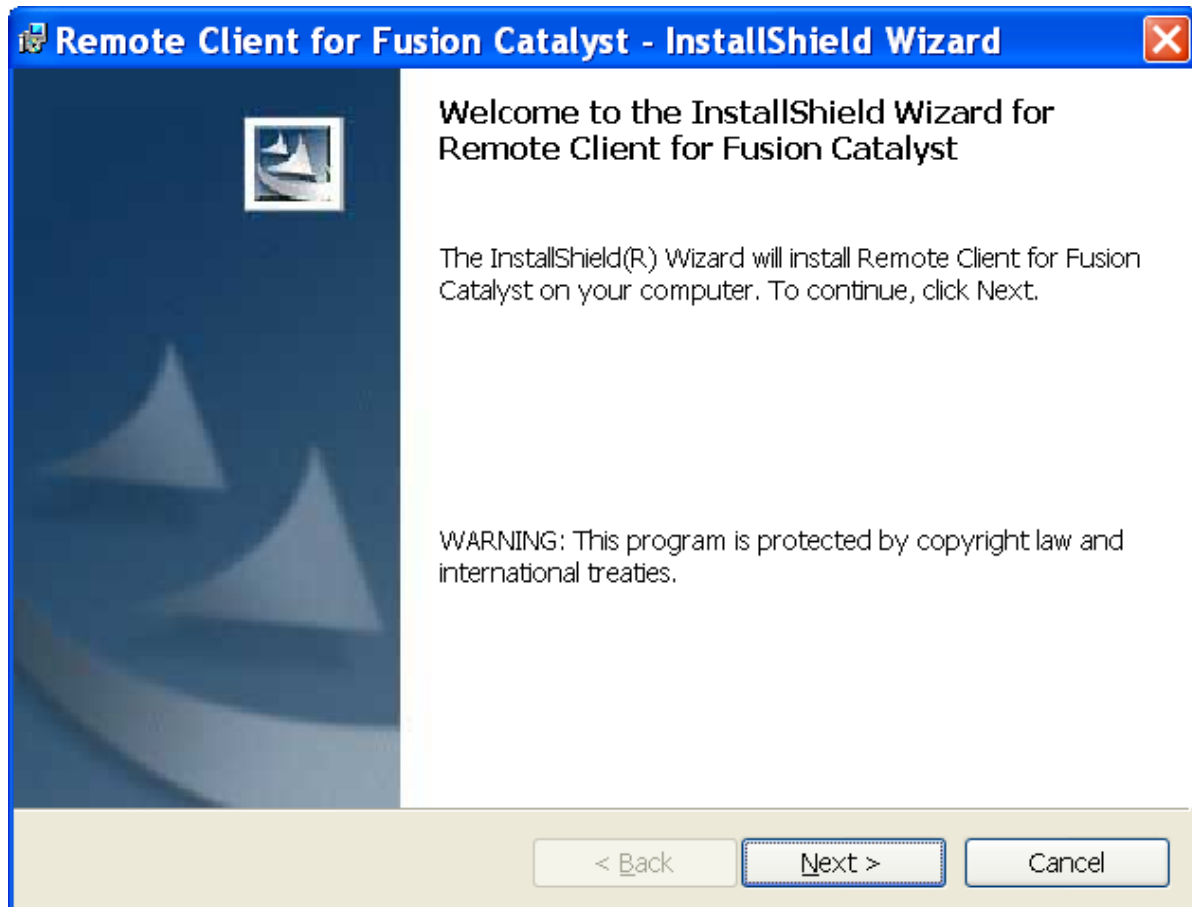 Remote Client for Fusion Catalyst - InstallShield Wizard
Welcome to the InstallShield Wizard for
Remote Client for Fusion Catalyst
The InstallShield(R) Wizard will install Remote Client for Fusion
Catalyst on your computer. To continue, click Next.
WARNING: This program is protected by copyright law and
international treaties.
< Back
Next >
Cancel